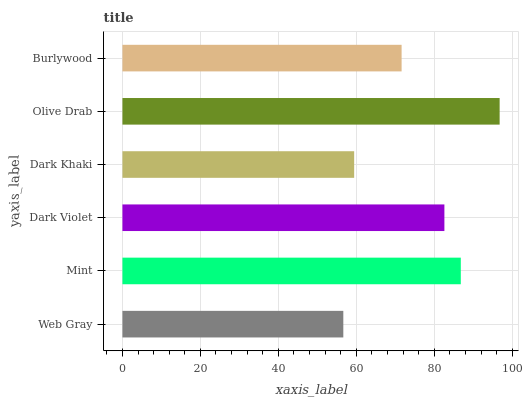 title
Burlywood
Olive Drab
Dark Khaki
Dark Violet
Mint
Web Gray
yaxis_label
0 20 40 60 80 100
xaxis_label